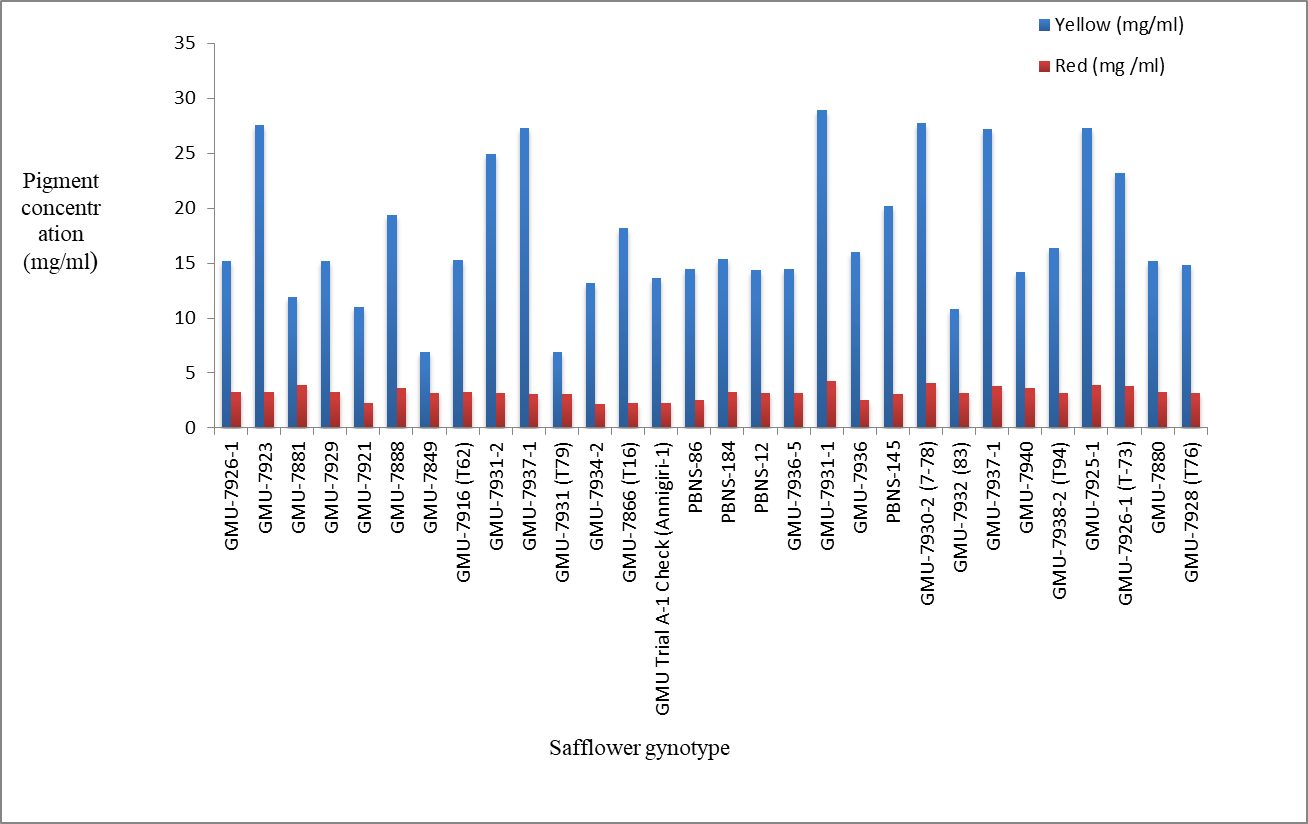 Yellow (mg/ml)
Red (mg /ml)
35
30
25
20
15
10
5
0
Pigment
concentr
ation
(mg/ml)
GMU-7926-1
GMU-7923
GMU-7881
GMU-7929
GMU-7921
GMU-7888
GMU-7849
GMU-7916 (T62)
GMU-7931-2
GMU-7937-1
GMU-7931 (T79)
GMU-7934-2
GMU-7866 (T16)
GMU Trial A-1 Check (Annigiri-1)
PBNS-86
PBNS-184
PBNS-12
GMU-7936-5
GMU-7931-1
GMU-7936
PBNS-145
GMU-7930-2 (7-78)
GMU-7932 (83)
GMU-7937-1
GMU-7940
GMU-7938-2 (T94)
GMU-7925-1
GMU-7926-1 (T-73)
GMU-7880
GMU-7928 (T76)
Safflower gynotype